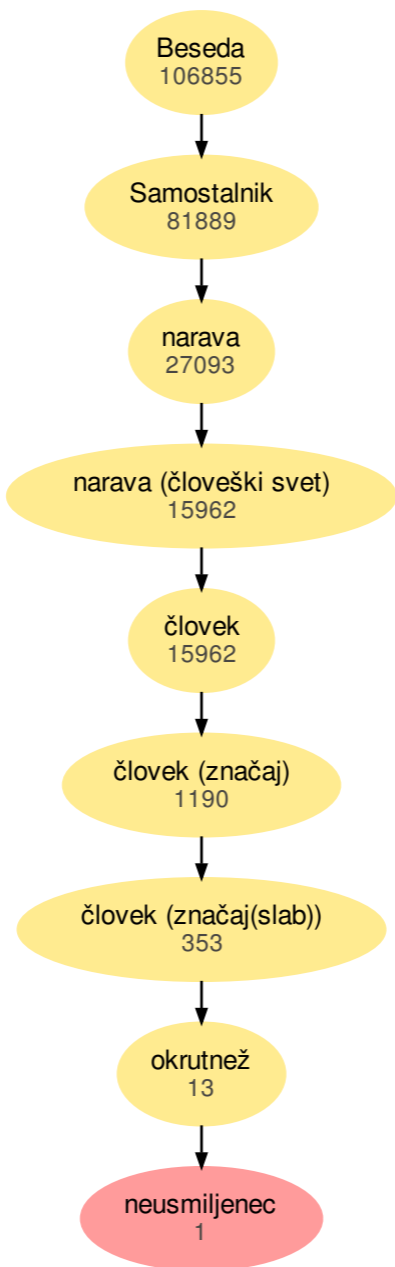 Beseda
106855
Samostalnik
81889
narava
27093
narava (človeški svet)
15962
človek
15962
človek (značaj)
1190
človek (značaj(slab))
353
okrutnež
13
neusmiljenec
1